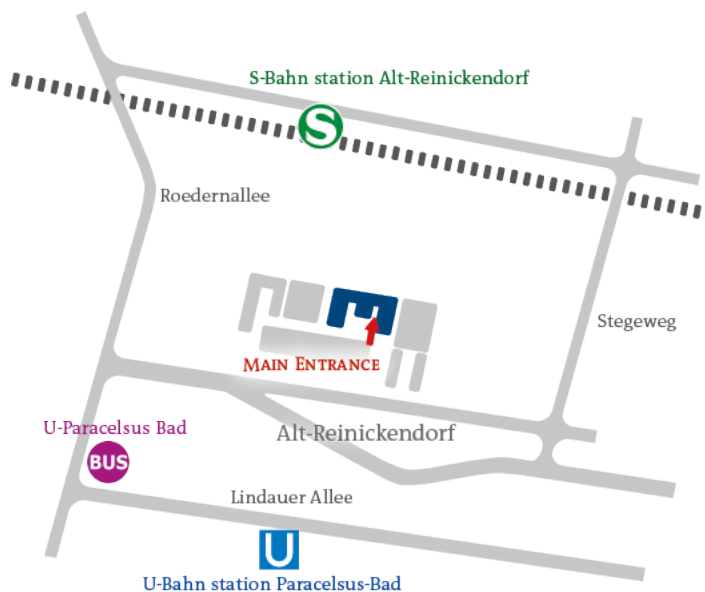 S-Bahn station Alt-Reinickendorf
S
Roedernallee
Stegeweg
MAIN ENTRANCE
U-Paracelsus Bad
Alt-Reinickendorf
BUS
Lindauer Allee
U
U-Bahn station Paracelsus-Bad